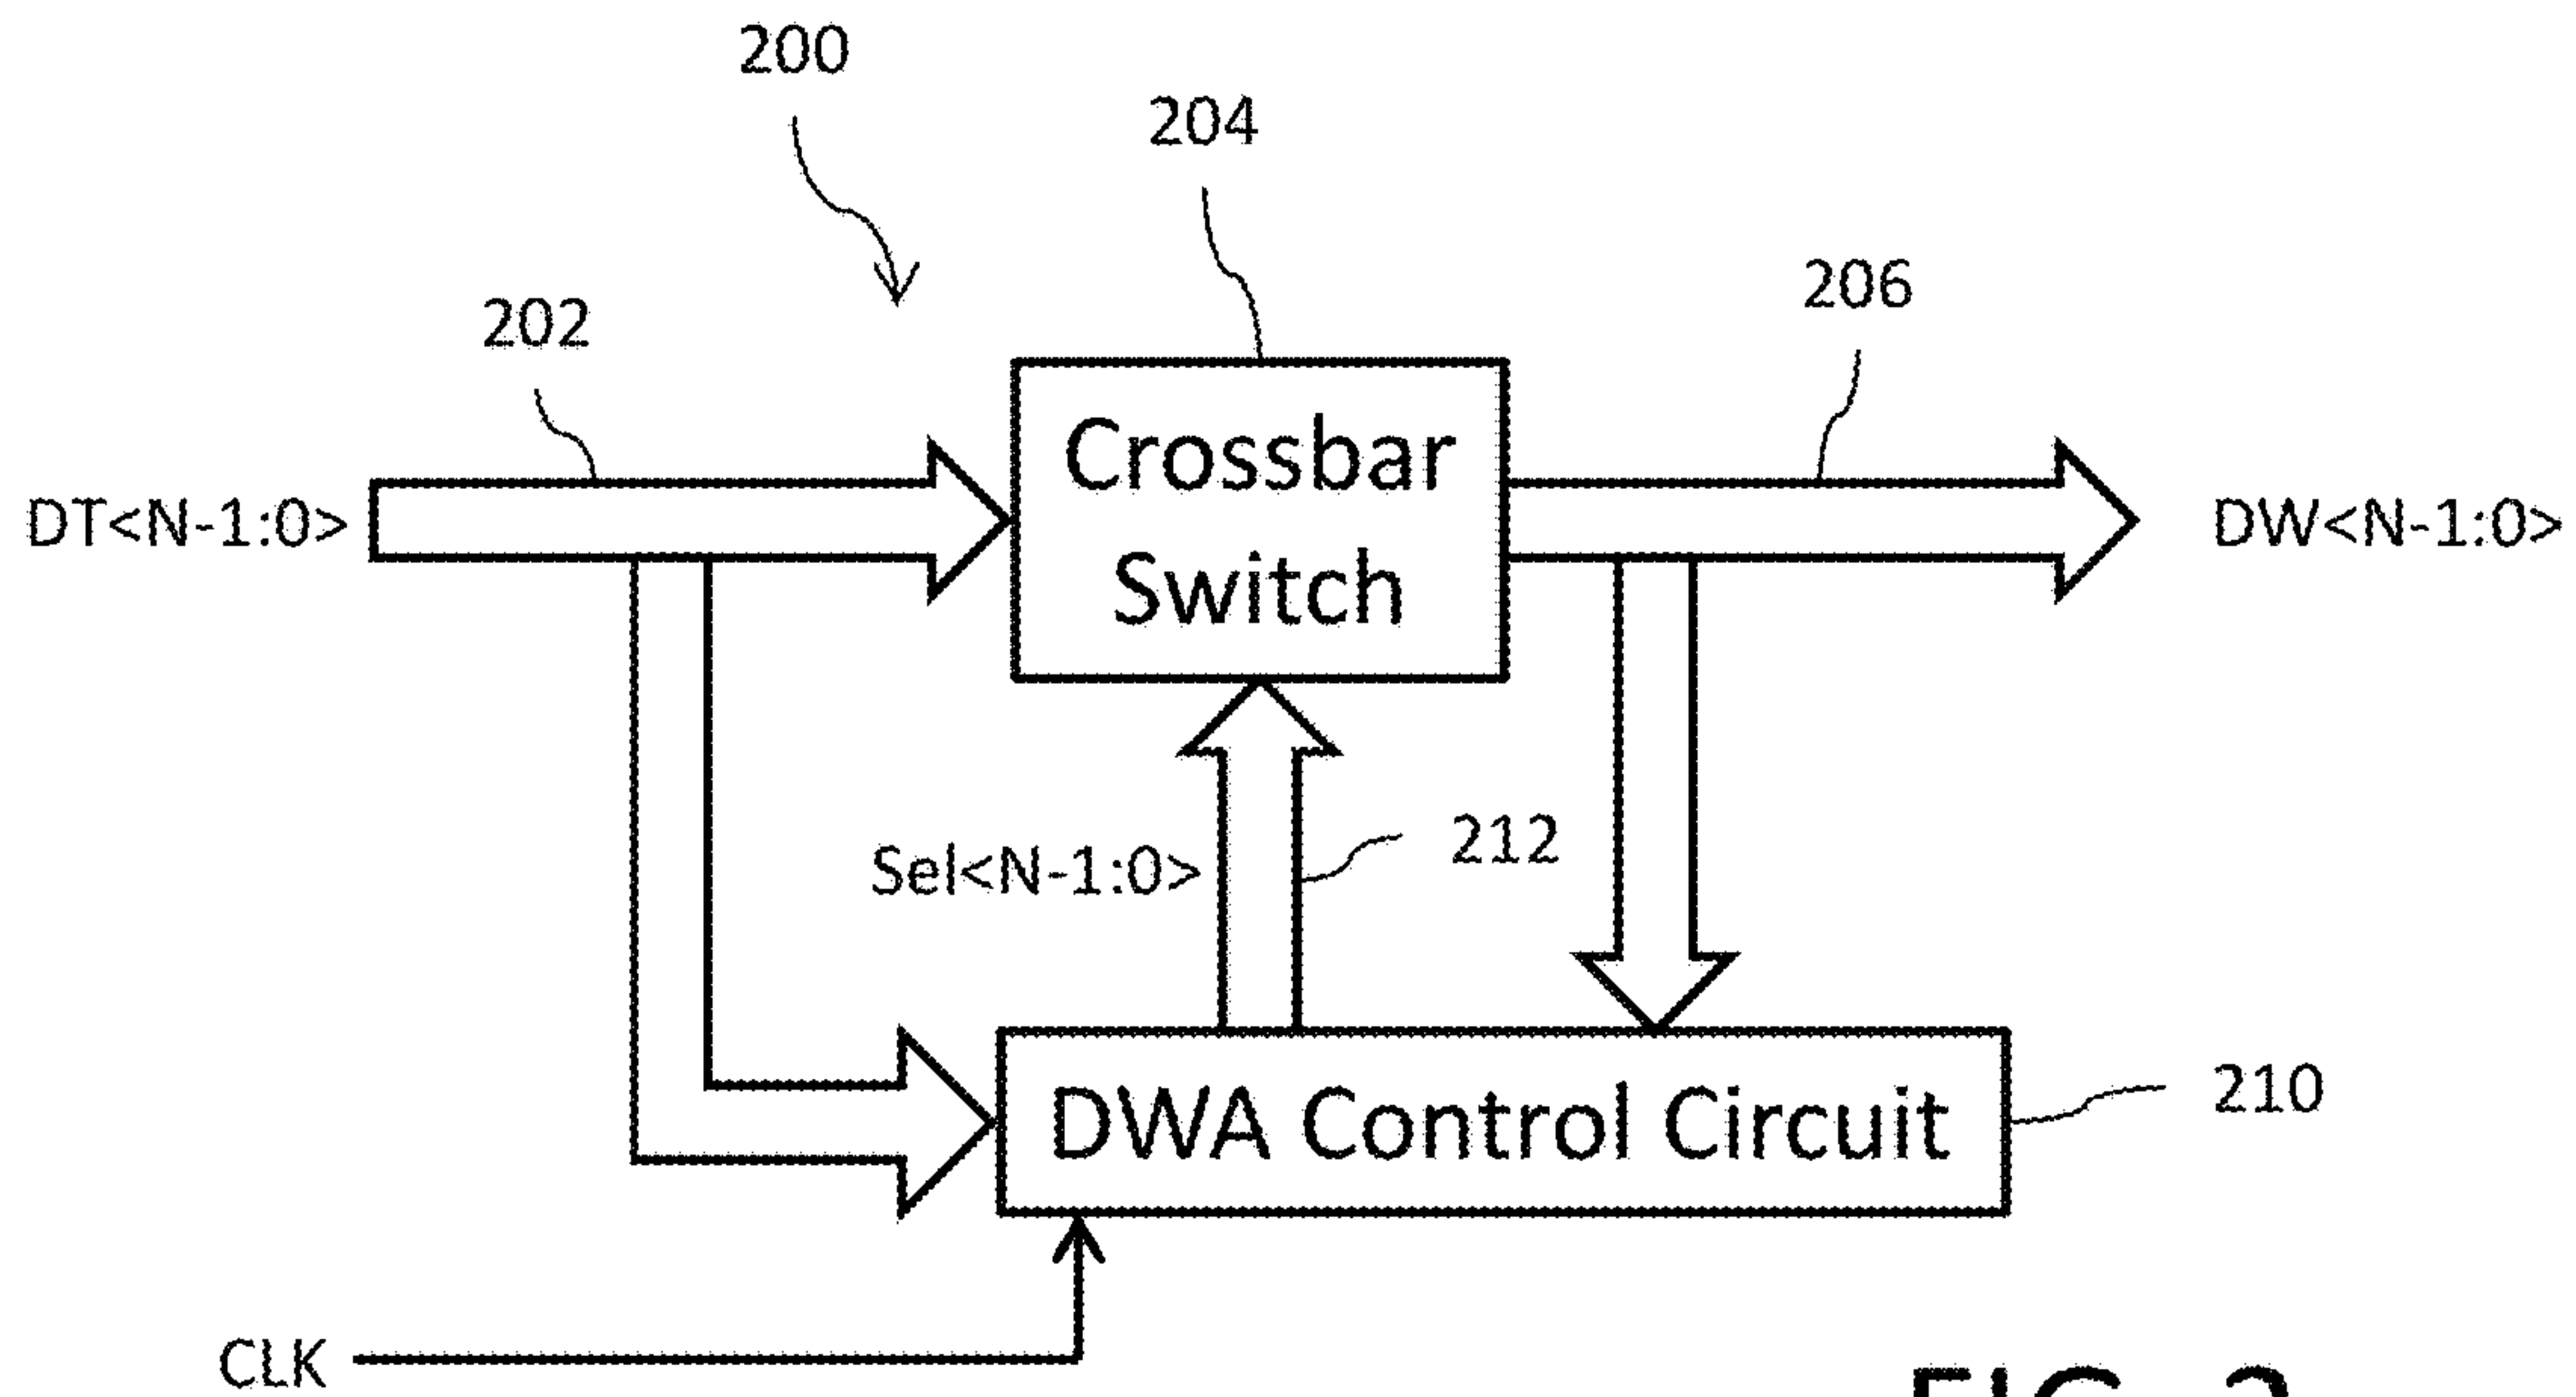 200
204
206
202
DT<N-1:0>
Crossbar
Switch
DW<N-1:0>
Sel<N-1:0>
212
DWA Control Circuit
210
CLK